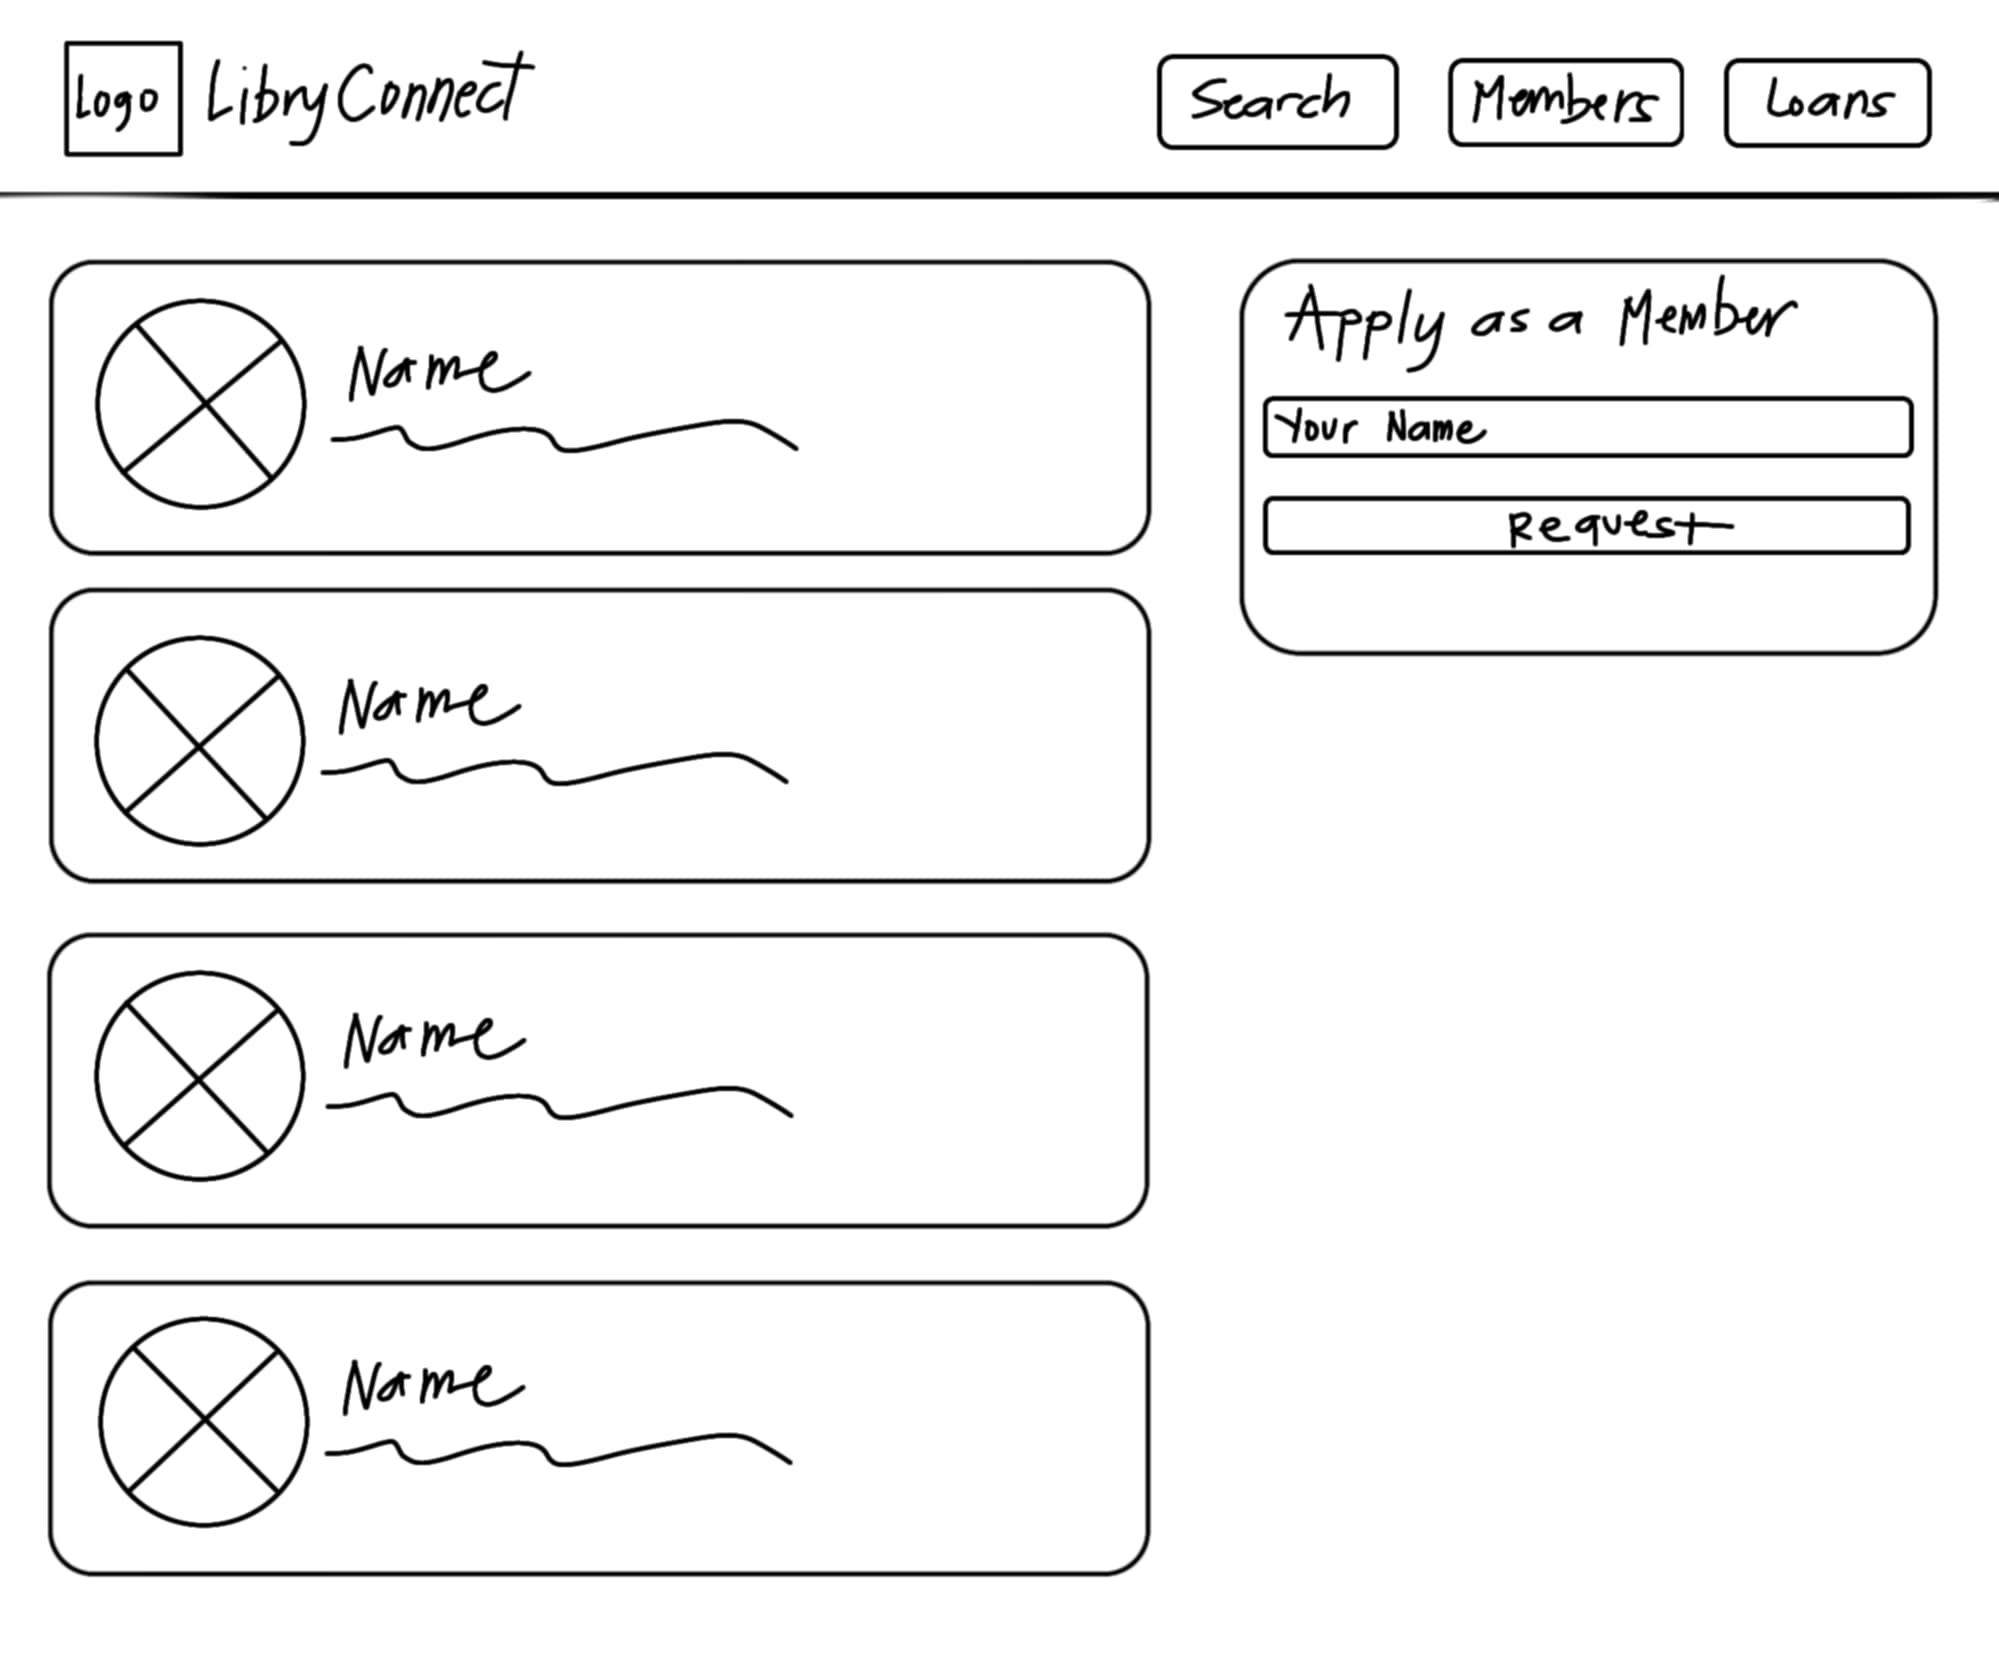 Logo LibryConnect Search Members Loans
Apply as a Member
Name
Your Name
Request
Name
Name
Name